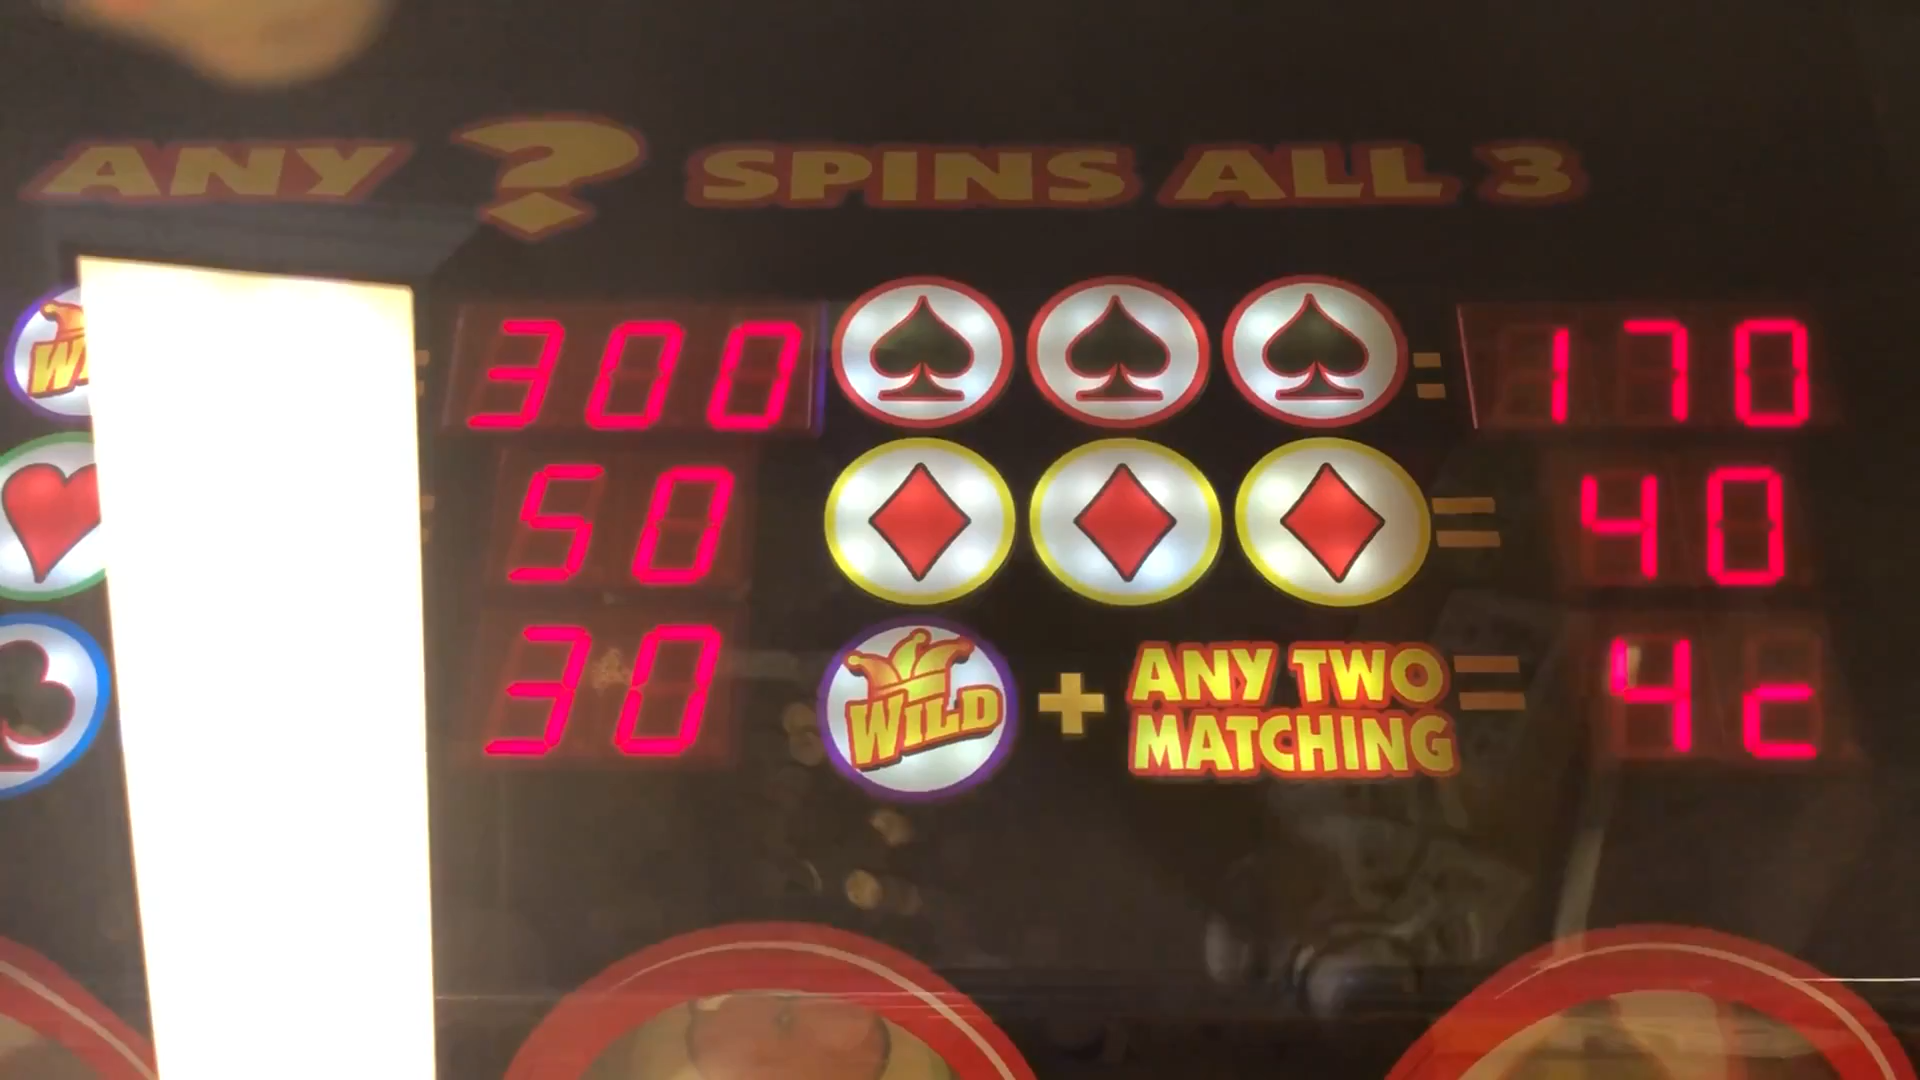 ANY ? SPINS ALL 3
= 300 = 170
= 50 = 40
= 30 WILD + ANY TWO MATCHING = 4c